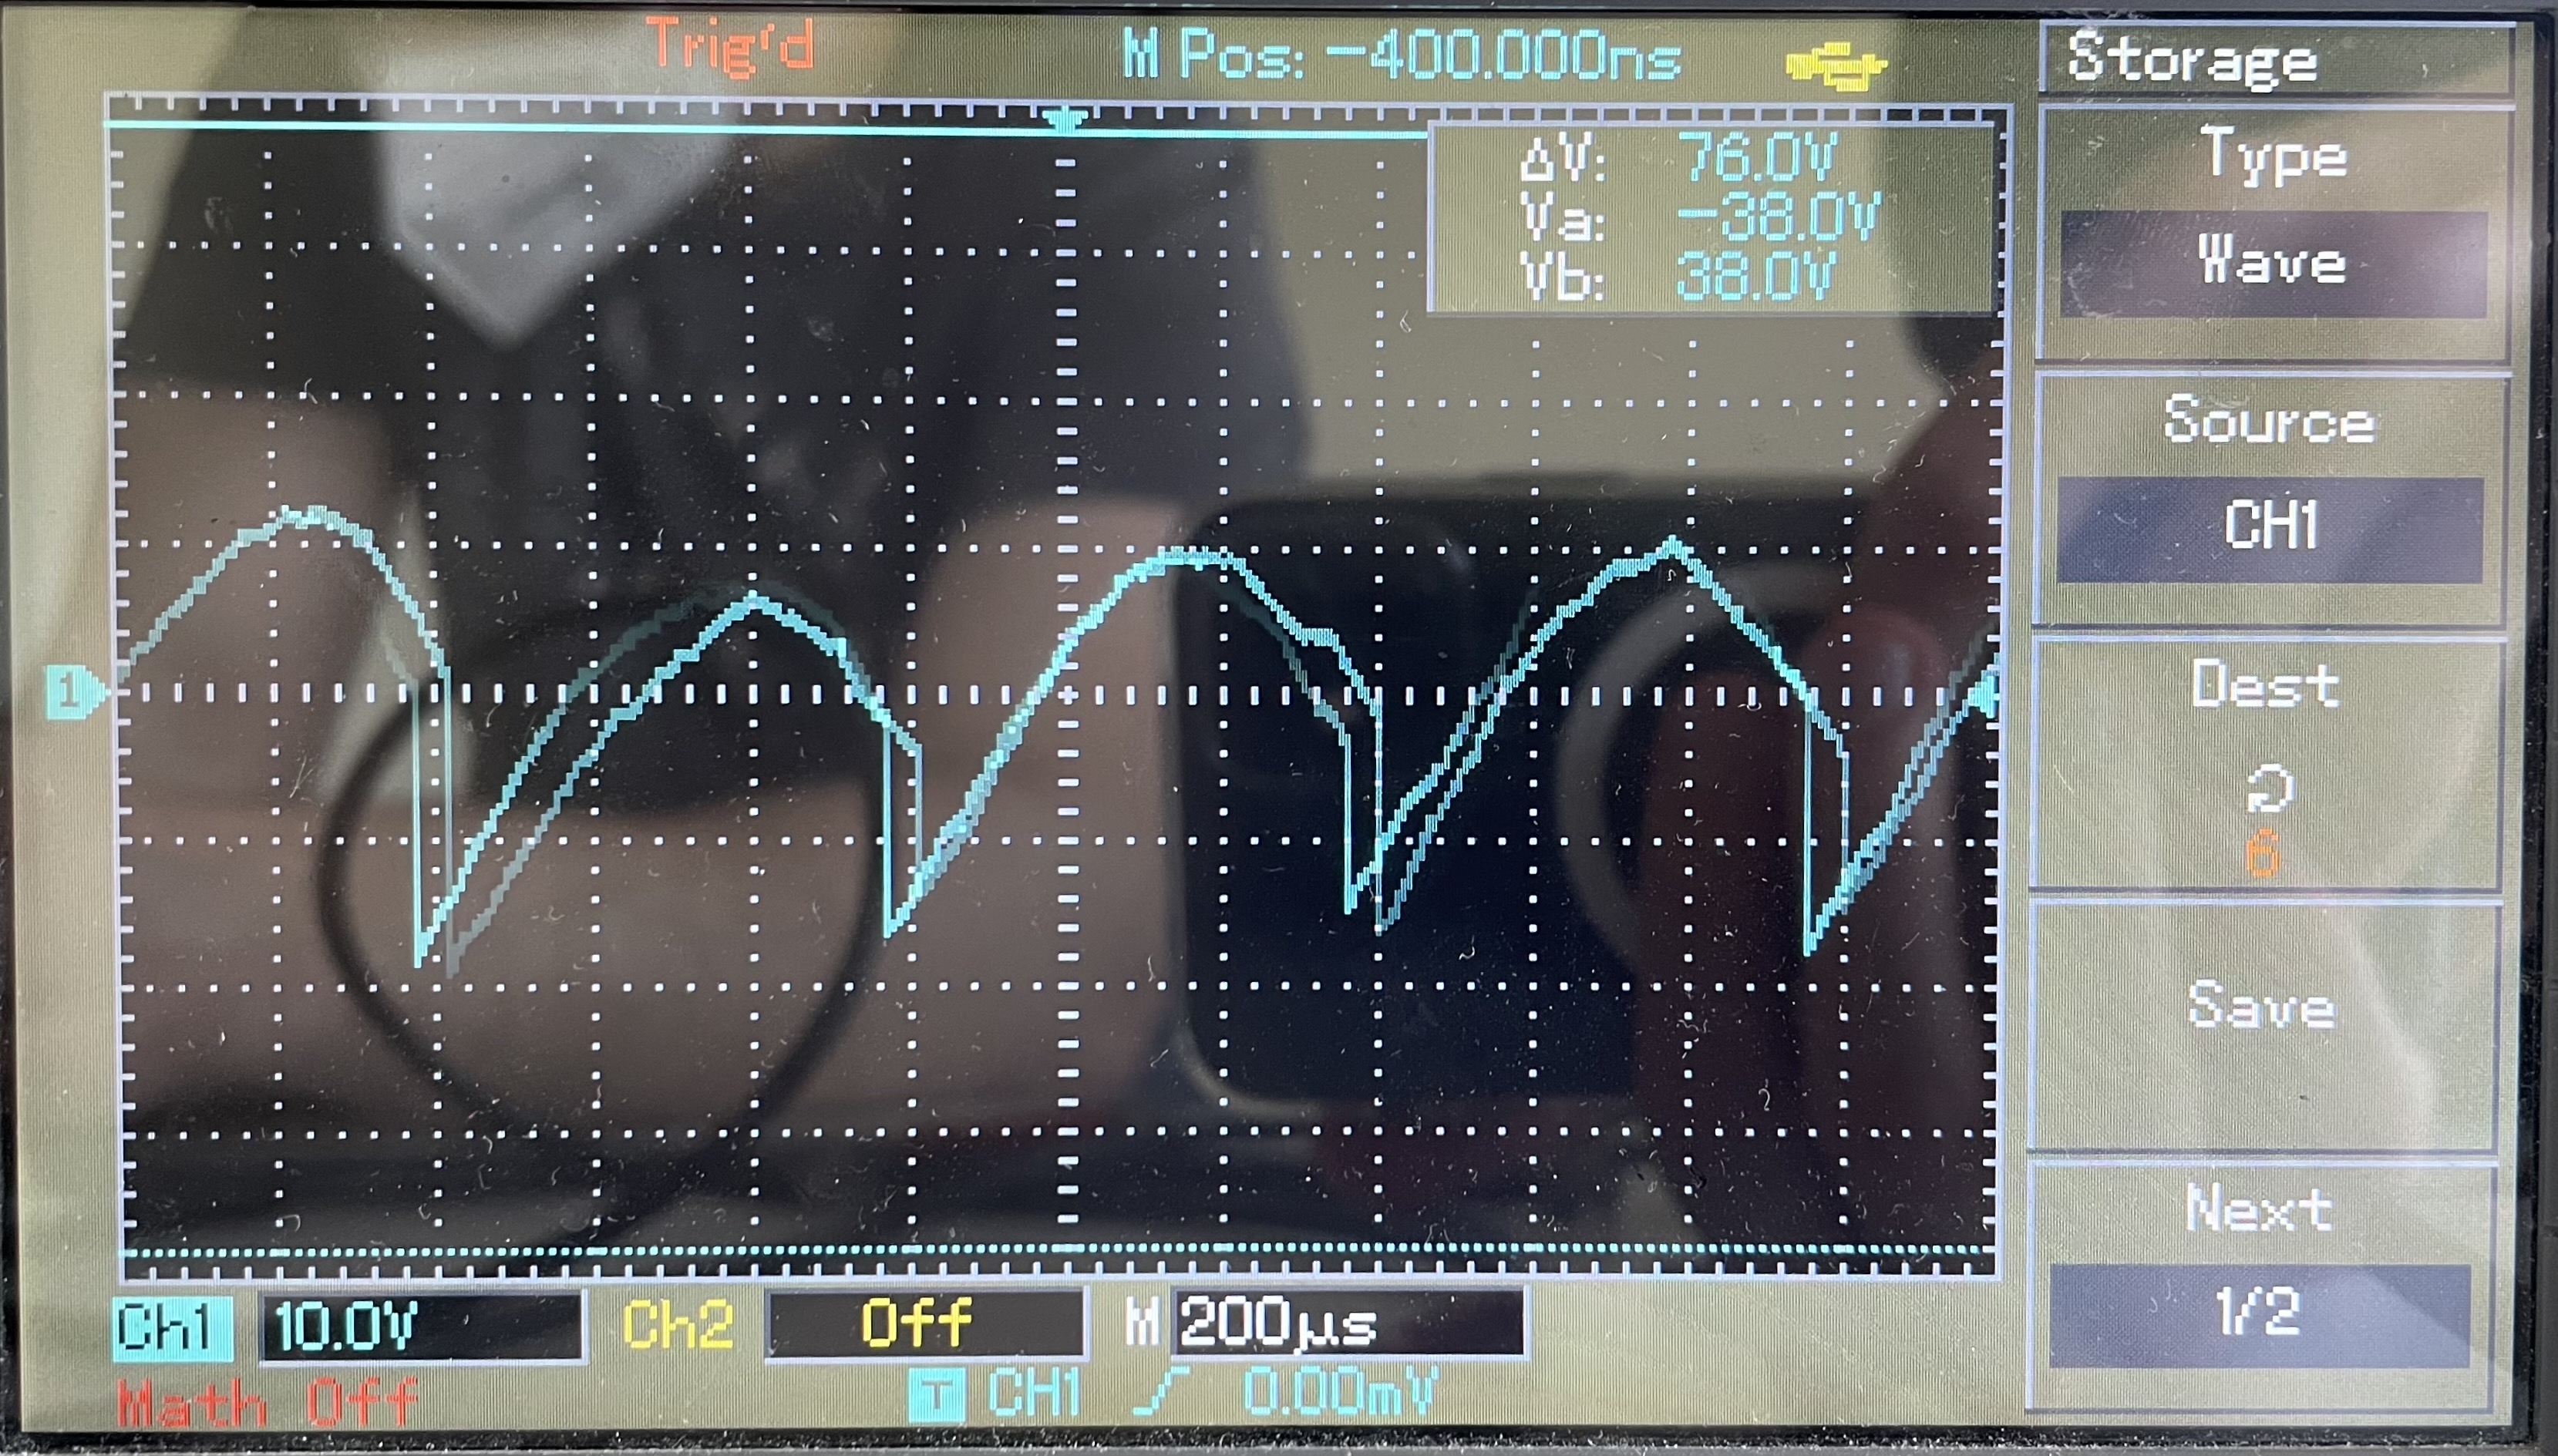 Trig'd M Pos: -400.000ns
Storage
ΔV: 76.0V
Va: -38.0V
Vb: 38.0V
Type
Wave
Source
CH1
1
Dest
6
Save
Next
1/2
Ch1 10.0V Ch2 Off M 200µs
Math Off T CH1 0.00mV